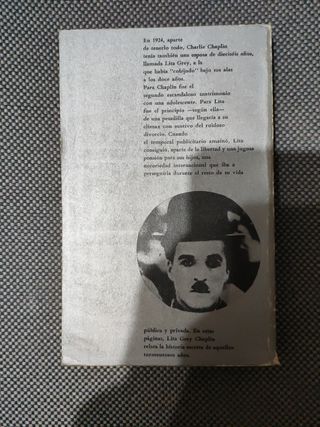 En 1924, aparte
de tenerlo todo, Charlie Chaplin
tenía también una esposa de dieciséis años,
llamada Lita Grey, a la
que había "cobijado" bajo sus alas
a los doce años.
Para Chaplin fue el
segundo escandaloso matrimonio
con una adolescente. Para Lita
fue el principio —según ella—
de una pesadilla que llegaría a su
clímax con motivo del ruidoso
divorcio. Cuando
el temporal publicitario amainó, Lita
consiguió, aparte de la libertad y una jugosa
pensión para sus hijos, una
notoriedad internacional que iba a
perseguirla durante el resto de su vida
pública y privada. En estas
páginas, Lita Grey Chaplin
relata la historia secreta de aquellos
tormentosos años.